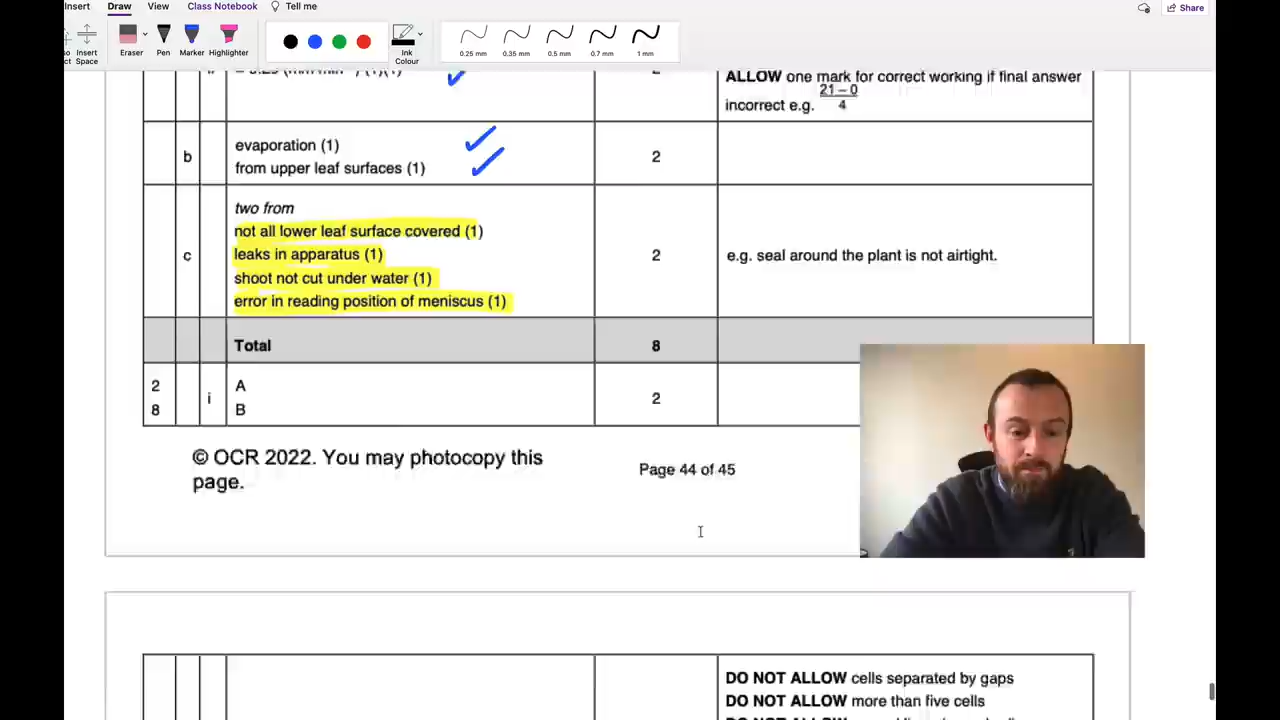 Insert Draw View Class Notebook Tell me Share
Insert Space Eraser Pen Marker Highlighter Ink Colour 0.25 mm 0.35 mm 0.5 mm 0.7 mm 1 mm
ALLOW one mark for correct working if final answer
incorrect e.g. 21 – 0
4
b evaporation (1) 2
from upper leaf surfaces (1)
two from
not all lower leaf surface covered (1)
c leaks in apparatus (1) 2 e.g. seal around the plant is not airtight.
shoot not cut under water (1)
error in reading position of meniscus (1)
Total 8
2 8 i A 2
B
© OCR 2022. You may photocopy this
page.
Page 44 of 45
DO NOT ALLOW cells separated by gaps
DO NOT ALLOW more than five cells